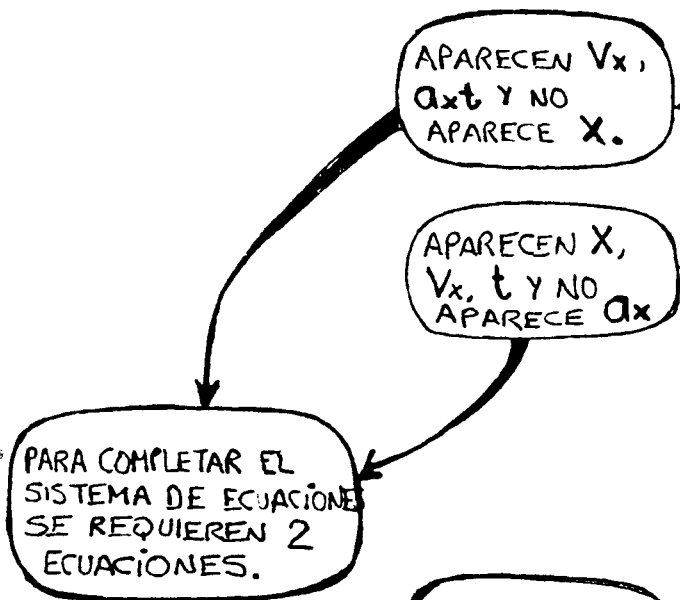 APARECEN Vx,
axt Y NO
APARECE X.
APARECEN X,
Vx, t Y NO
APARECE ax
PARA COMPLETAR EL
SISTEMA DE ECUACIONES
SE REQUIEREN 2
ECUACIONES.